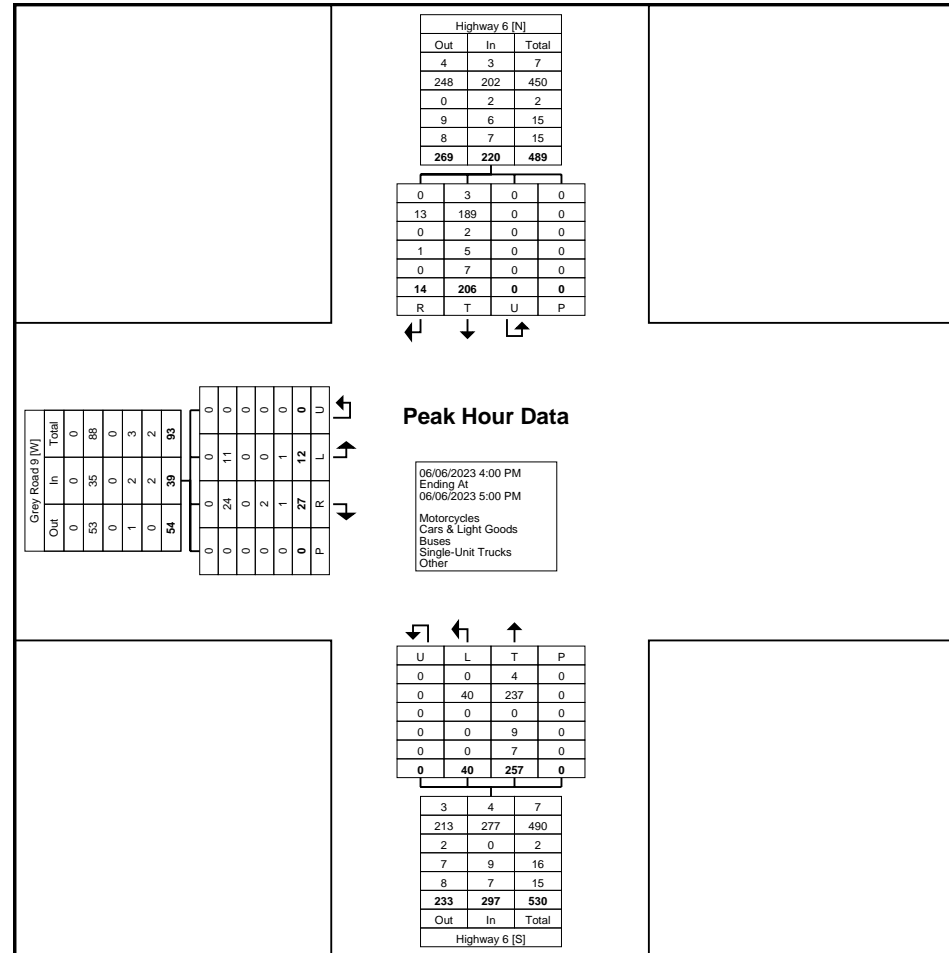 Highway 6 [N]
Out In Total
4 3 7
248 202 450
0 2 2
9 6 15
8 7 15
269 220 489
0 3 0 0
13 189 0 0
0 2 0 0
1 5 0 0
0 7 0 0
14 206 0 0
R T U P
Grey Road 9 [W]
Out In Total
0 0 0
53 35 88
0 0 0
1 2 3
0 2 2
54 39 93
0 0 0 0 0 0 U
0 11 0 0 1 12 L
0 24 0 2 1 27 R
0 0 0 0 0 0 P
Peak Hour Data
06/06/2023 4:00 PM
Ending At
06/06/2023 5:00 PM
Motorcycles
Cars & Light Goods
Buses
Single-Unit Trucks
Other
U L T P
0 0 4 0
0 40 237 0
0 0 0 0
0 0 9 0
0 0 7 0
0 40 257 0
3 4 7
213 277 490
2 0 2
7 9 16
8 7 15
233 297 530
Out In Total
Highway 6 [S]